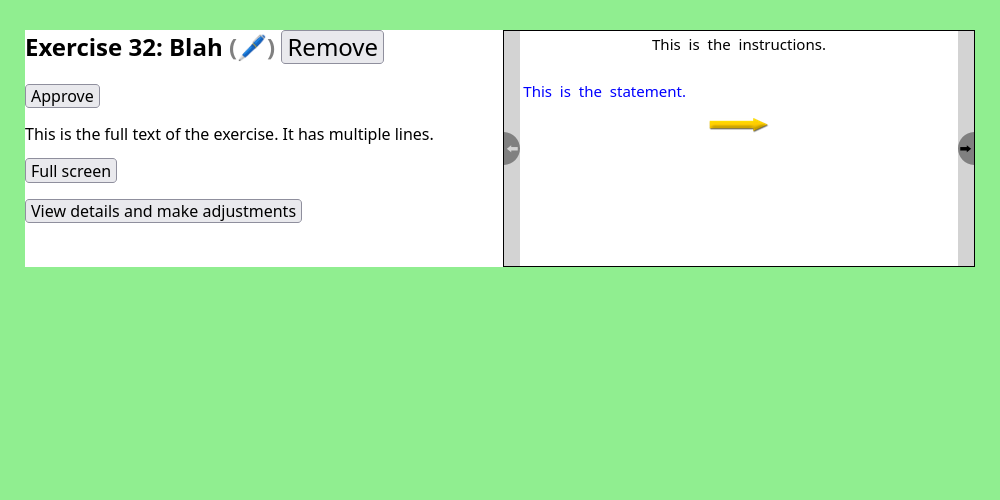 Exercise 32: Blah (🖊️) Remove
Approve
This is the full text of the exercise. It has multiple lines.
Full screen
View details and make adjustments
This is the instructions.
This is the statement.